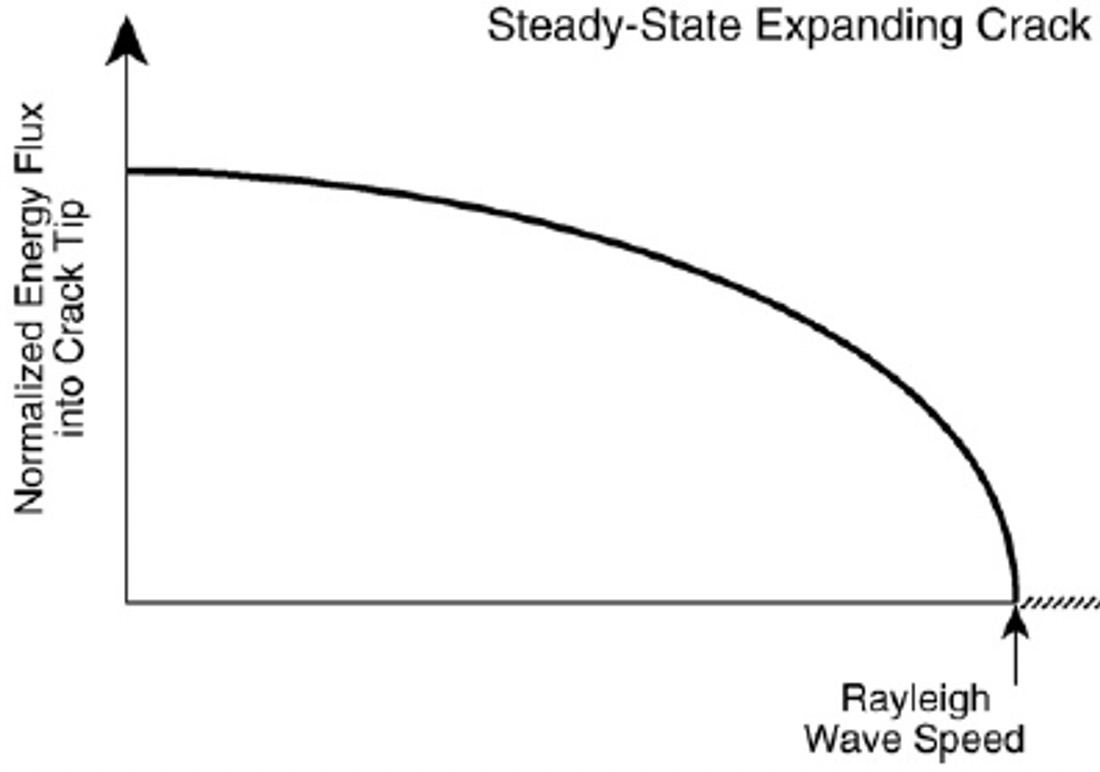 Steady-State Expanding Crack
Normalized Energy Flux
into Crack Tip
Rayleigh
Wave Speed